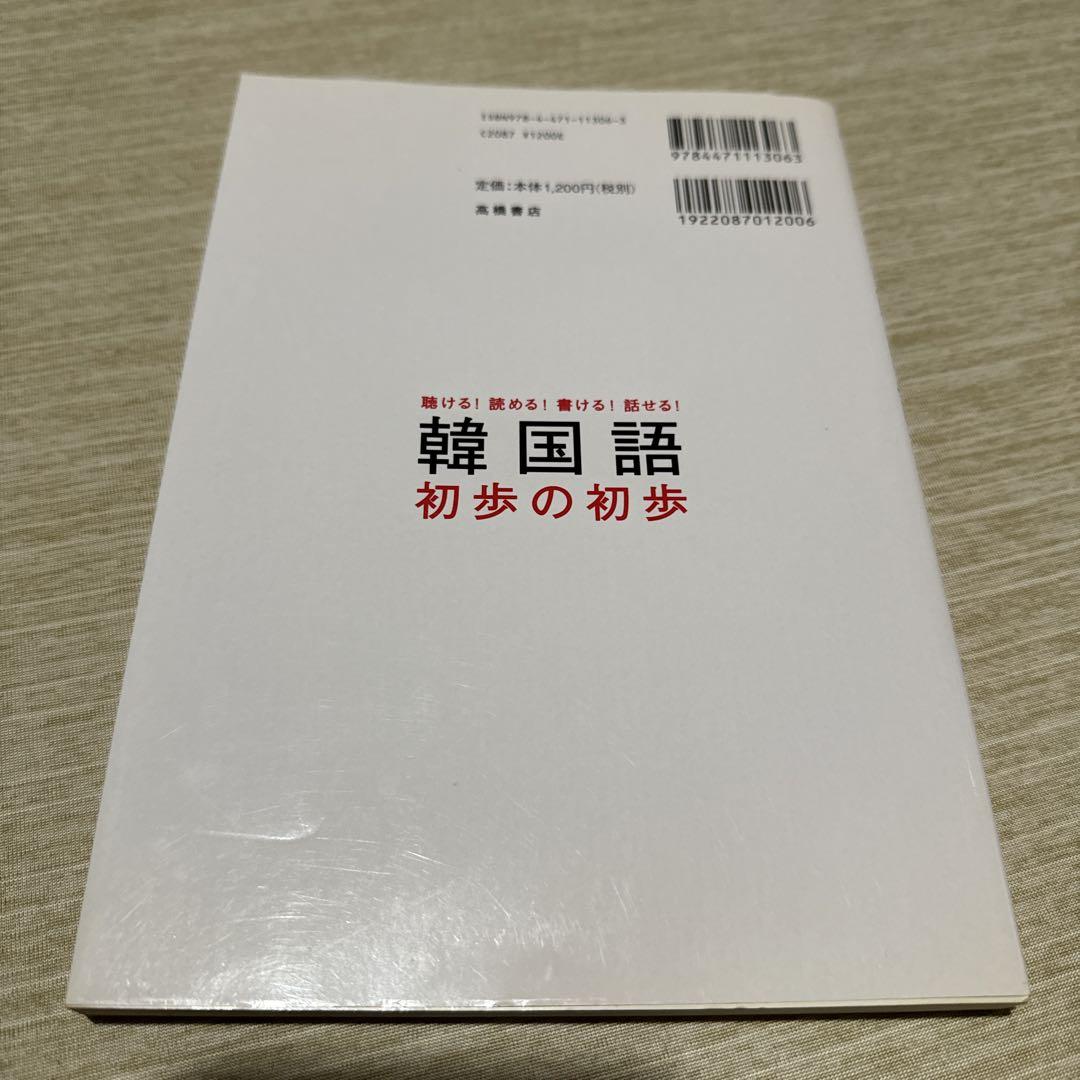 ISBN978-4-471-11306-3
C2087 ¥1200E
9784471113063
定価：本体1,200円（税別）
高橋書店
1922087012006
聴ける！読める！書ける！話せる！
韓国語
初歩の初歩